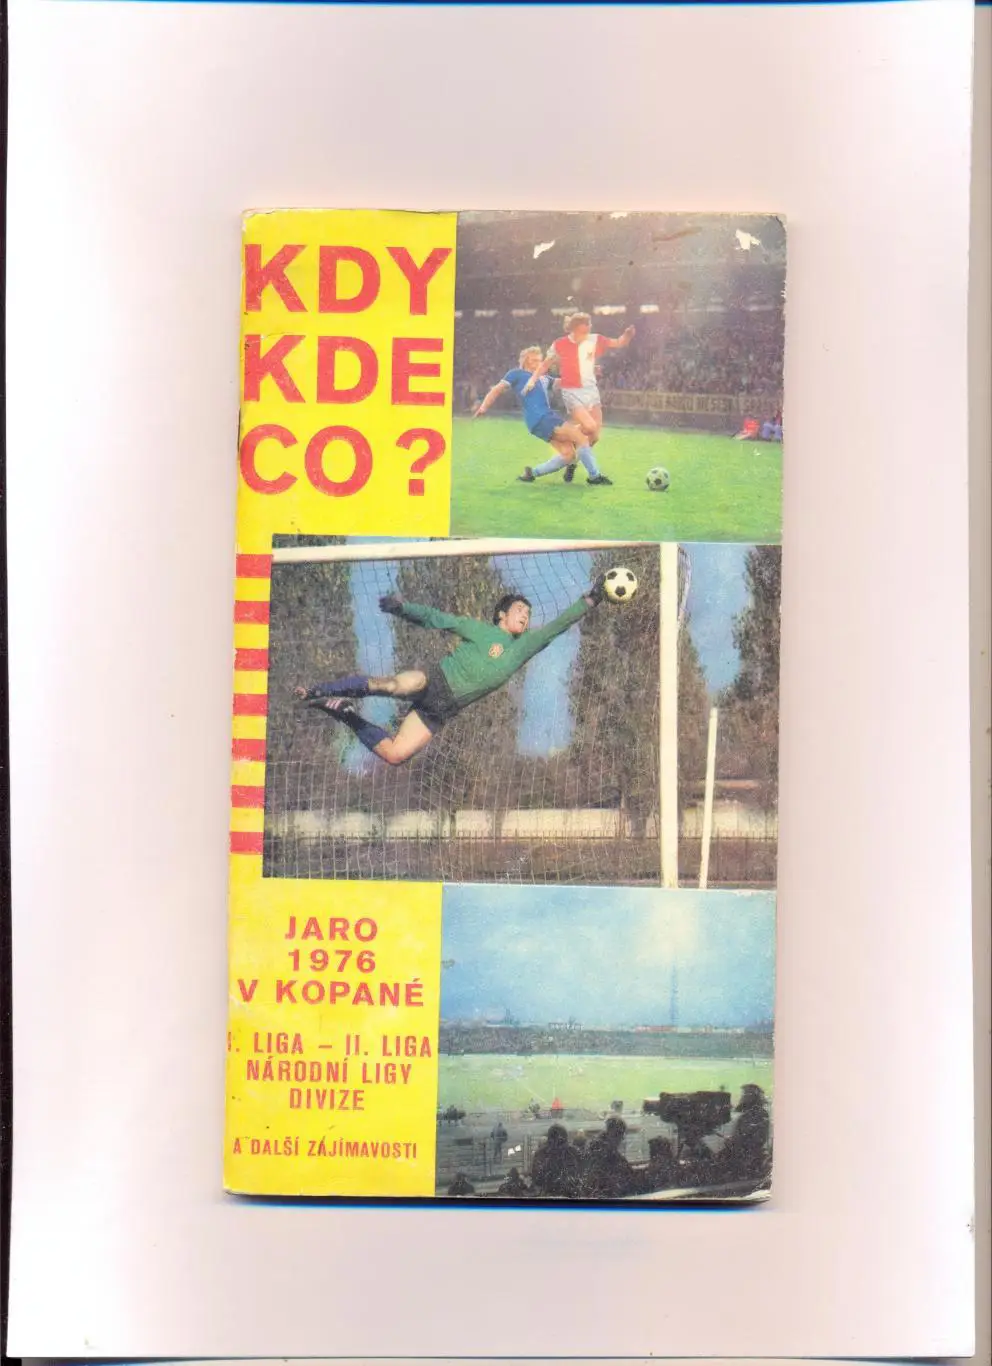 KDY
KDE
CO?
JARO
1976
V KOPANÉ
I. LIGA – II. LIGA
NÁRODNÍ LIGY
DIVIZE
A DALŠÍ ZAJÍMAVOSTI